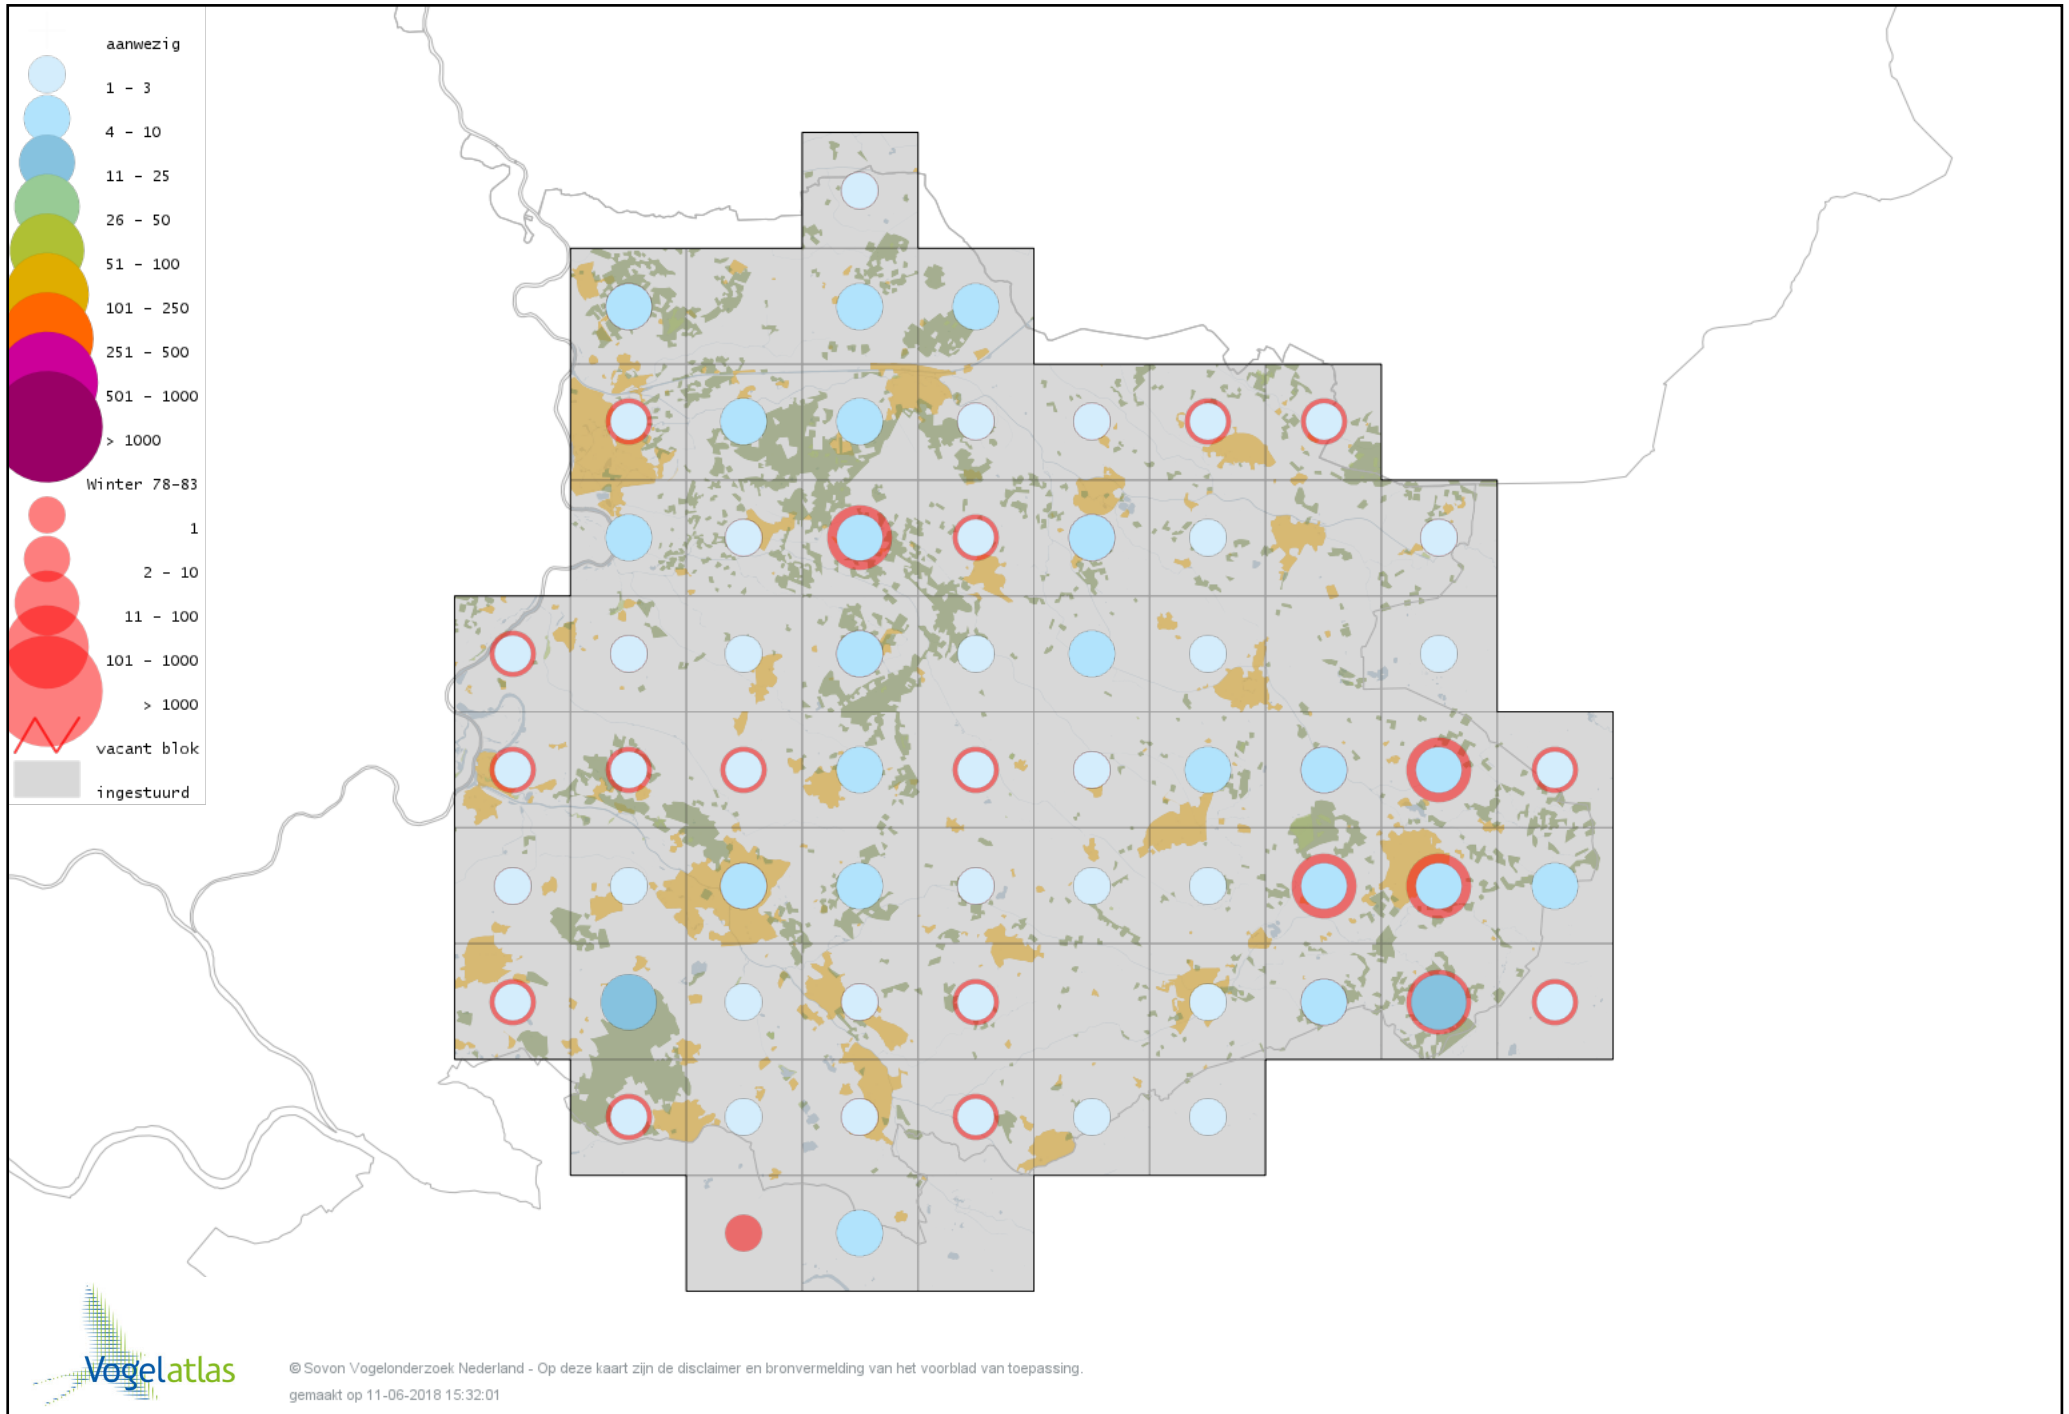 aanwezig
1 - 3
4 - 10
11 - 25
26 - 50
51 - 100
101 - 250
251 - 500
501 - 1000
> 1000
Winter 78-83
1
2 - 10
11 - 100
101 - 1000
> 1000
vacant blok
ingestuurd
Vogelatlas
© Sovon Vogelonderzoek Nederland - Op deze kaart zijn de disclaimer en bronvermelding van het voorblad van toepassing.
gemaakt op 11-06-2018 15:32:01